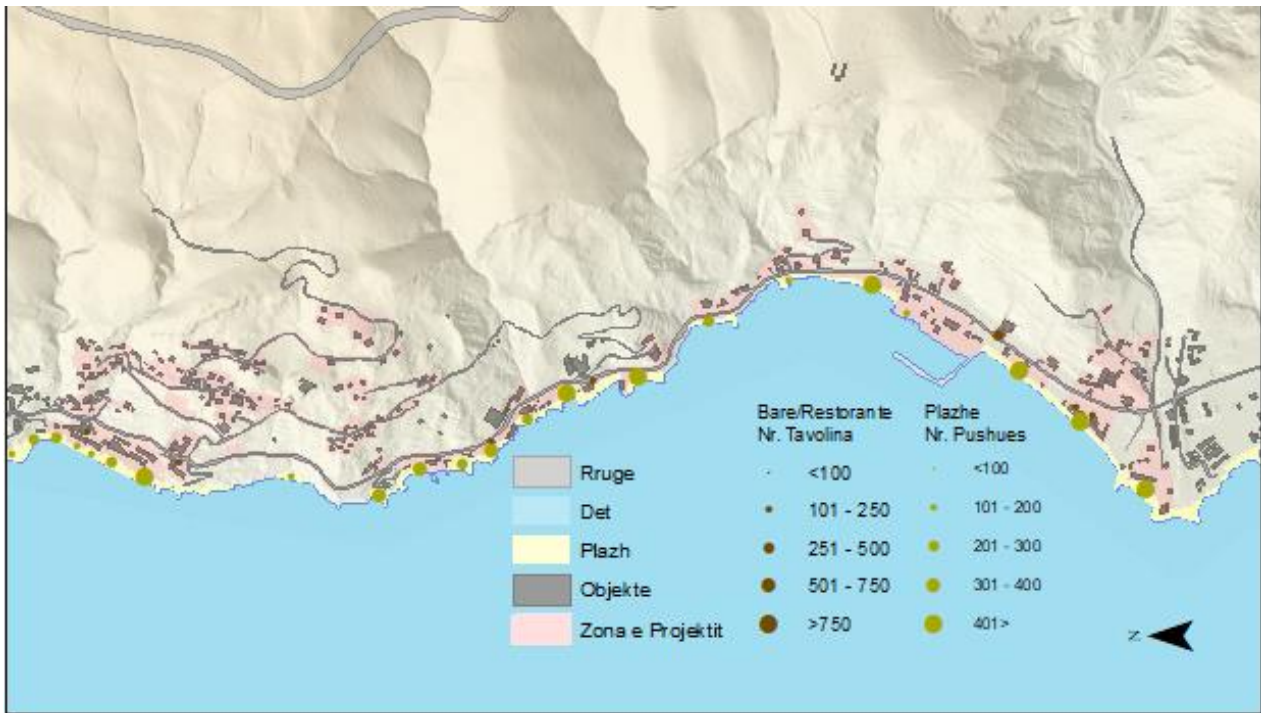 Bare/Restorante
Nr. Tavolina
<100
101 - 250
251 - 500
501 - 750
>750
Plazhe
Nr. Pushues
<100
101 - 200
201 - 300
301 - 400
401>
Rruge
Det
Plazh
Objekte
Zona e Projektit
N